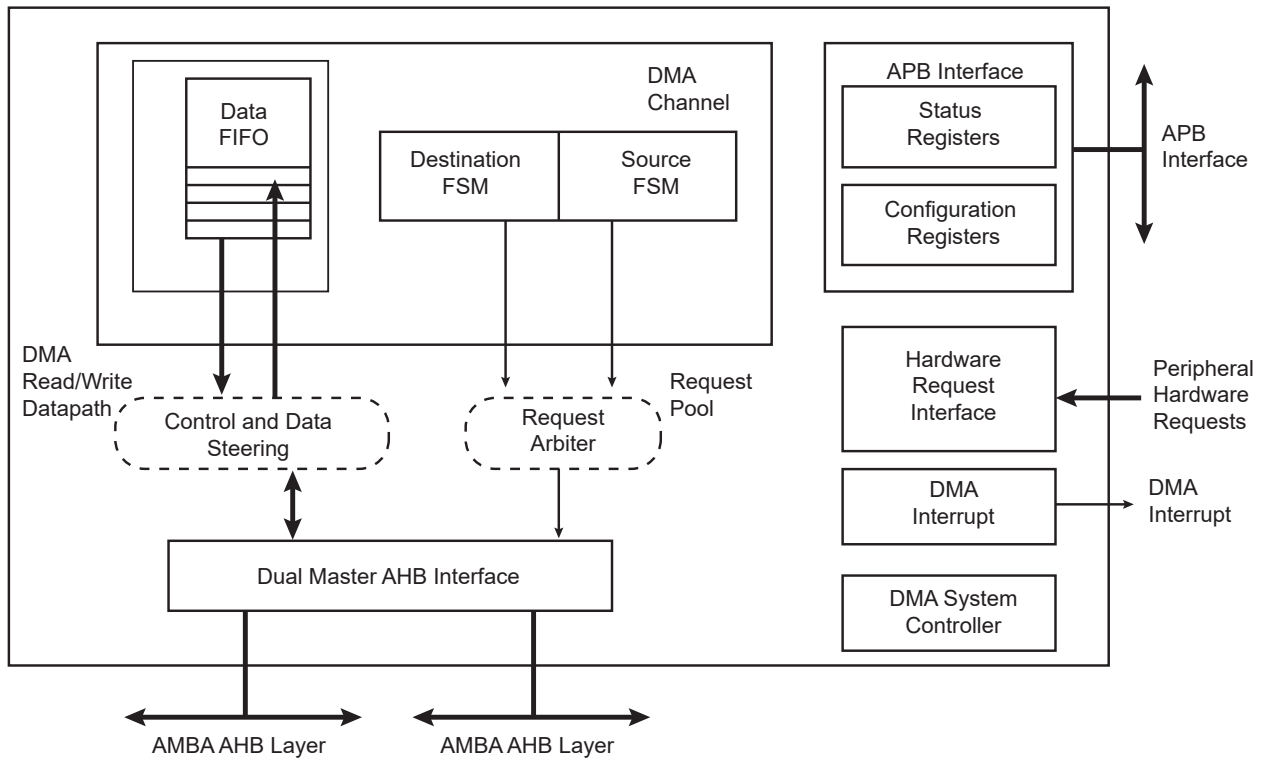 Data
FIFO
DMA
Channel
Destination
FSM
Source
FSM
APB Interface
Status
Registers
Configuration
Registers
APB
Interface
DMA
Read/Write
Datapath
Control and Data
Steering
Request
Arbiter
Request
Pool
Hardware
Request
Interface
Peripheral
Hardware
Requests
DMA
Interrupt
DMA
Interrupt
Dual Master AHB Interface
DMA System
Controller
AMBA AHB Layer
AMBA AHB Layer